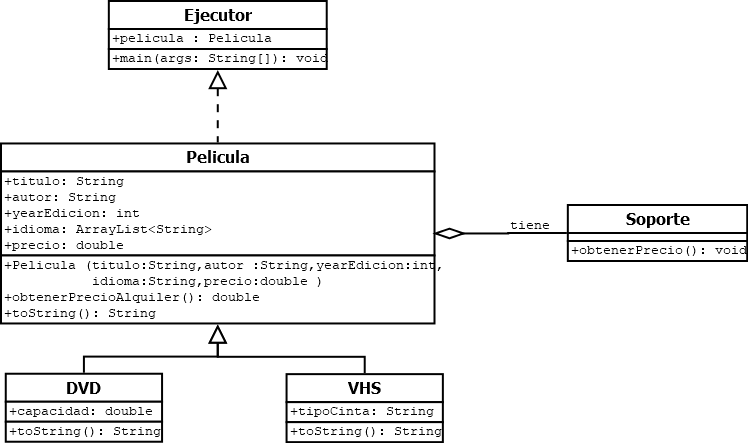 Ejecutor
+pelicula : Pelicula
+main(args: String[]): void
Pelicula
+titulo: String
+autor: String
+yearEdicion: int
+idioma: ArrayList<String>
+precio: double
+Pelicula (titulo:String,autor :String,yearEdicion:int,
idioma:String,precio:double )
+obtenerPrecioAlquiler(): double
+toString(): String
tiene
Soporte
+obtenerPrecio(): void
DVD
+capacidad: double
+toString(): String
VHS
+tipoCinta: String
+toString(): String